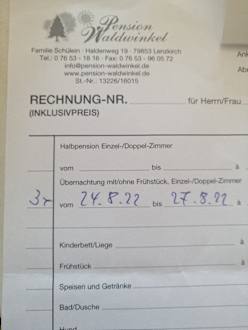 Pension
Waldwinkel
Familie Schülein · Haldenweg 19 · 79853 Lenzkirch
Tel.: 0 76 53 - 18 16 · Fax: 0 76 53 - 96 05 72
info@pension-waldwinkel.de
www.pension-waldwinkel.de
St.-Nr.: 13226/16015
RECHNUNG-NR. für Herrn/Frau
(INKLUSIVPREIS)
Halbpension Einzel-/Doppel-Zimmer
vom bis à
Übernachtung mit/ohne Frühstück, Einzel-/Doppel-Zimmer
3x vom 24.8.22 bis 27.8.22 à
Kinderbett/Liege à
Frühstück à
Speisen und Getränke
Bad/Dusche à
Hund